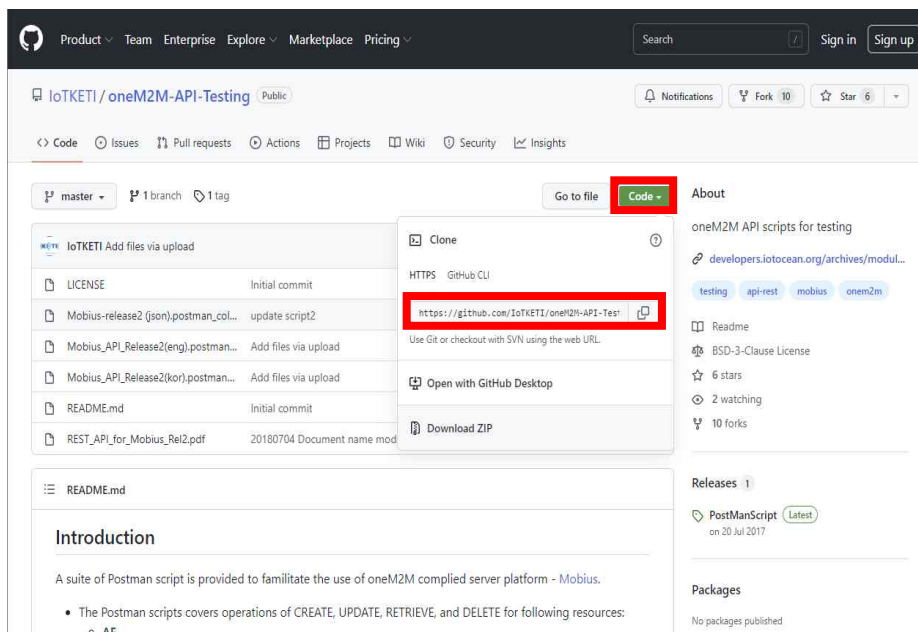 Product Team Enterprise Explore Marketplace Pricing Search / Sign in Sign up
IoTKETI / oneM2M-API-Testing Public Notifications Fork 10 Star 6
Code Issues Pull requests Actions Projects Wiki Security Insights
master 1 branch 1 tag Go to file Code
IoTKETI Add files via upload
LICENSE Initial commit
Mobius-release2 (json).postman_col... update script2
Mobius_API_Release2(eng).postman... Add files via upload
Mobius_API_Release2(kor).postman... Add files via upload
README.md Initial commit
REST_API_for_Mobius_Rel2.pdf 20180704 Document name mod
Clone
HTTPS GitHub CLI
https://github.com/IoTKETI/oneM2M-API-Test
Use Git or checkout with SVN using the web URL.
Open with GitHub Desktop
Download ZIP
README.md
Introduction
A suite of Postman script is provided to familitate the use of oneM2M complied server platform - Mobius.
• The Postman scripts covers operations of CREATE, UPDATE, RETRIEVE, and DELETE for following resources:
AE
About
oneM2M API scripts for testing
developers.iotocean.org/archives/modul...
testing api-rest mobius onem2m
Readme
BSD-3-Clause License
6 stars
2 watching
10 forks
Releases 1
PostManScript Latest
on 20 Jul 2017
Packages
No packages published